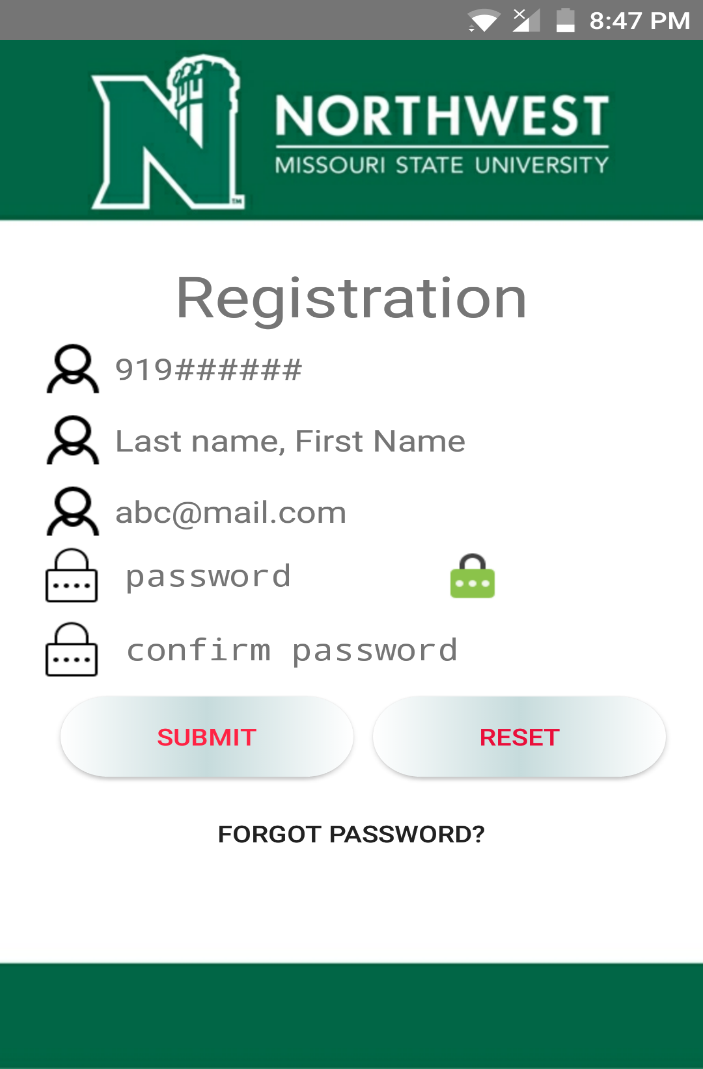 8:47 PM
NORTHWEST
MISSOURI STATE UNIVERSITY
N
TM
Registration
919######
Last name, First Name
abc@mail.com
password
confirm password
SUBMIT RESET
FORGOT PASSWORD?